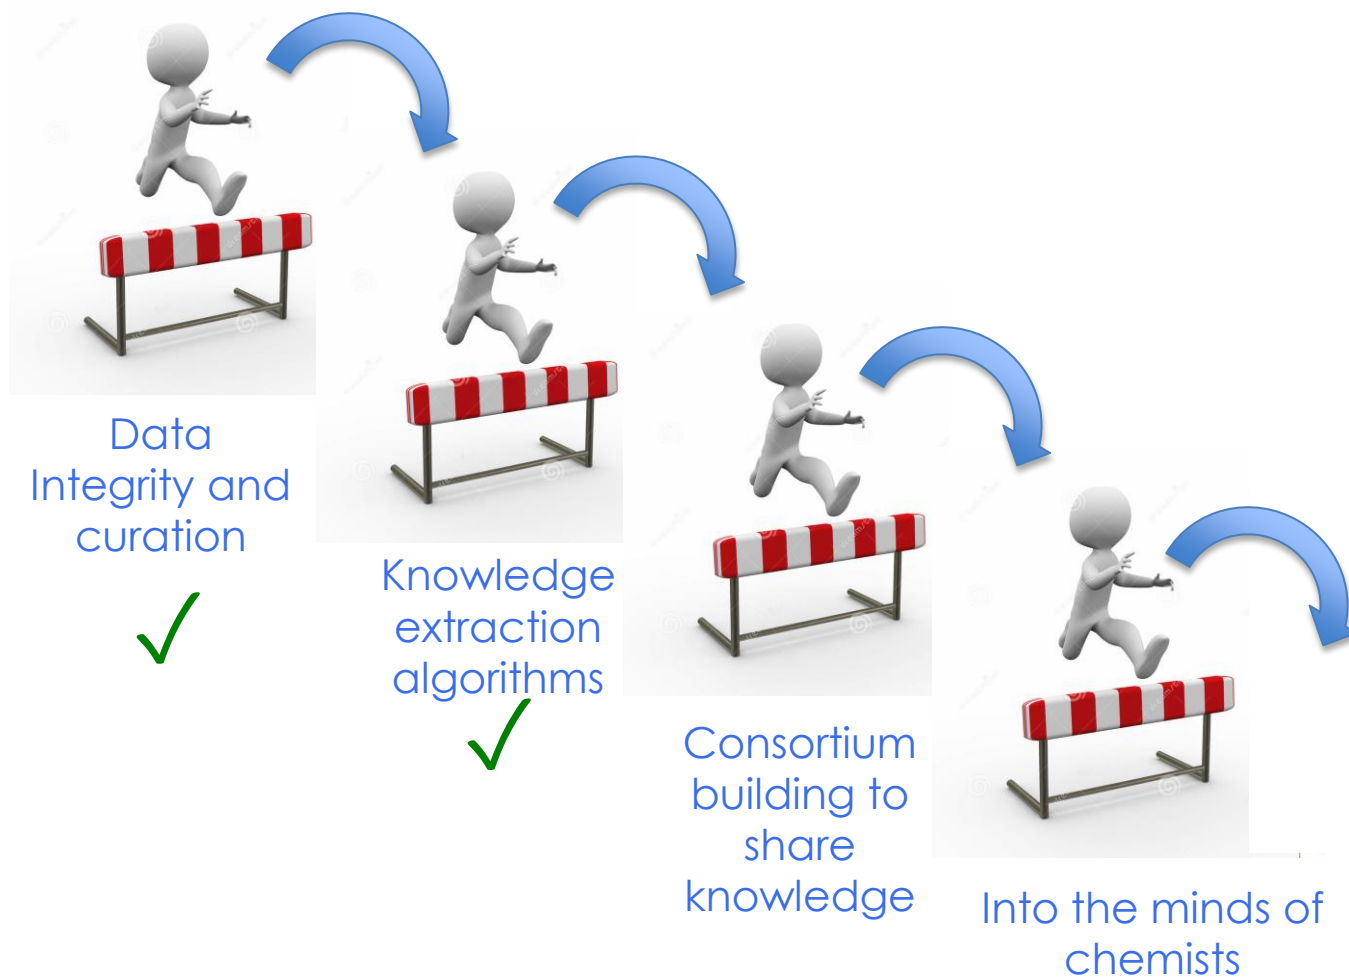 Data
Integrity and
curation
Knowledge
extraction
algorithms
Consortium
building to
share
knowledge
Into the minds of
chemists